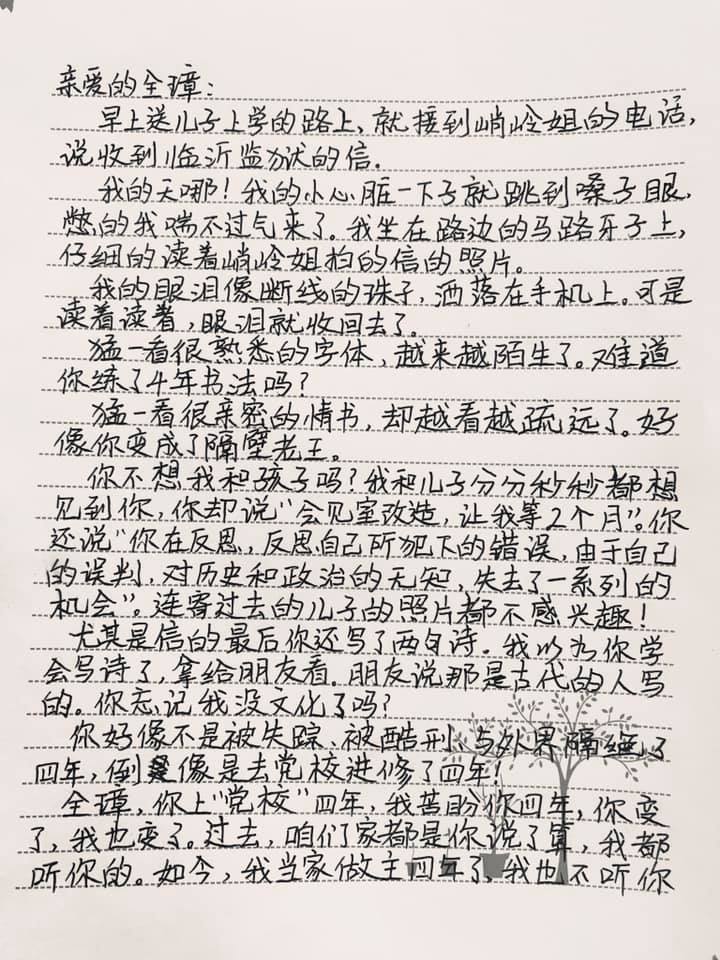 亲爱的全璋：
早上送儿子上学的路上，就接到峭岭姐的电话，
说收到临沂监狱的信。
我的天哪！我的小心脏一下子就跳到嗓子眼，
憋的我喘不过气来了。我坐在路边的马路牙子上，
仔细的读着峭岭姐拍的信的照片。
我的眼泪像断线的珠子，洒落在手机上。可是
读着读着，眼泪就收回去了。
猛一看很熟悉的字体，越来越陌生了。难道
你练了4年书法吗？
猛一看很亲密的情书，却越看越疏远了。好
像你变成了隔壁老王。
你不想我和孩子吗？我和儿子分分秒秒都想
见到你，你却说“会见室改造，让我等2个月”。你
还说“你在反思，反思自己所犯下的错误，由于自己
的误判，对历史和政治的无知，失去了一系列的
机会”。连寄过去的儿子的照片都不感兴趣！
尤其是信的最后你还写了两句诗。我以为你学
会写诗了，拿给朋友看。朋友说那是古代的人写
的。你忘记我没文化了吗？
你好像不是被失踪、被酷刑、与外界隔绝了
四年，倒像是去党校进修了四年！
全璋，你上“党校”四年，我苦盼你四年，你变
了，我也变了。过去，咱们家都是你说了算，我都
听你的。如今，我当家做主四年了，我也不听你